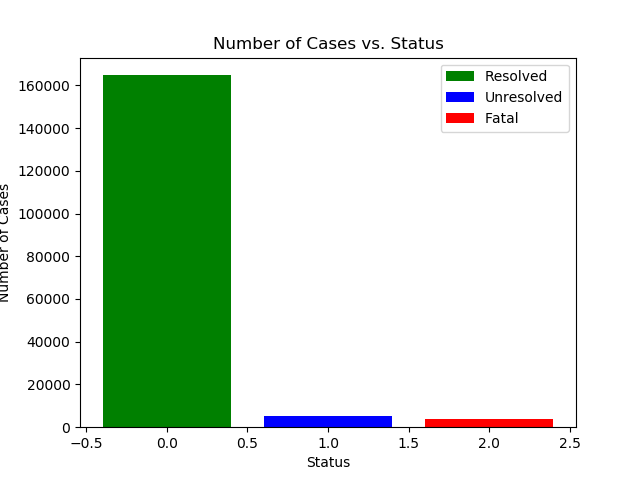 Number of Cases vs. Status
Resolved
Unresolved
Fatal
Number of Cases
160000
140000
120000
100000
80000
60000
40000
20000
0
−0.5 0.0 0.5 1.0 1.5 2.0 2.5
Status